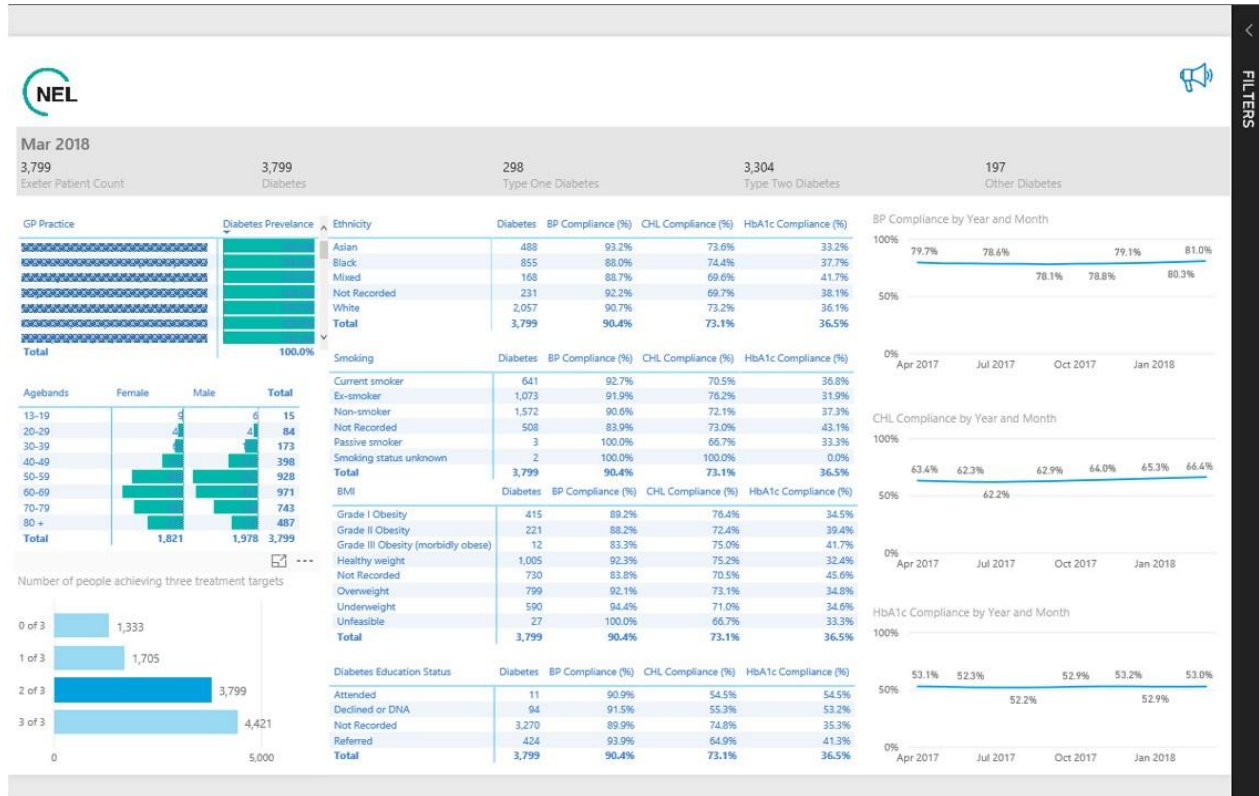 NEL
FILTERS
Mar 2018
3,799 3,799 298 3,304 197
Exeter Patient Count Diabetes Type One Diabetes Type Two Diabetes Other Diabetes
GP Practice Diabetes Prevelance
Total 100.0%
Agebands Female Male Total
13-19 9 6 15
20-29 84
30-39 173
40-49 398
50-59 928
60-69 971
70-79 743
80 + 487
Total 1,821 1,978 3,799
Number of people achieving three treatment targets
0 of 3 1,333
1 of 3 1,705
2 of 3 3,799
3 of 3 4,421
0 5,000
Ethnicity Diabetes BP Compliance (%) CHL Compliance (%) HbA1c Compliance (%)
Asian 488 93.2% 73.6% 33.2%
Black 855 88.0% 74.4% 37.7%
Mixed 168 88.7% 69.6% 41.7%
Not Recorded 231 92.2% 69.7% 38.1%
White 2,057 90.7% 73.2% 36.1%
Total 3,799 90.4% 73.1% 36.5%
Smoking Diabetes BP Compliance (%) CHL Compliance (%) HbA1c Compliance (%)
Current smoker 641 92.7% 70.5% 36.8%
Ex-smoker 1,073 91.9% 76.2% 31.9%
Non-smoker 1,572 90.6% 72.1% 37.3%
Not Recorded 508 83.9% 73.0% 43.1%
Passive smoker 3 100.0% 66.7% 33.3%
Smoking status unknown 2 100.0% 100.0% 0.0%
Total 3,799 90.4% 73.1% 36.5%
BMI Diabetes BP Compliance (%) CHL Compliance (%) HbA1c Compliance (%)
Grade I Obesity 415 89.2% 76.4% 34.5%
Grade II Obesity 221 88.2% 72.4% 39.4%
Grade III Obesity (morbidly obese) 12 83.3% 75.0% 41.7%
Healthy weight 1,005 92.3% 75.2% 32.4%
Not Recorded 730 83.8% 70.5% 45.6%
Overweight 799 92.1% 73.1% 34.8%
Underweight 590 94.4% 71.0% 34.6%
Unfeasible 27 100.0% 66.7% 33.3%
Total 3,799 90.4% 73.1% 36.5%
Diabetes Education Status Diabetes BP Compliance (%) CHL Compliance (%) HbA1c Compliance (%)
Attended 11 90.9% 54.5% 54.5%
Declined or DNA 94 91.5% 55.3% 53.2%
Not Recorded 3,270 89.9% 74.8% 35.3%
Referred 424 93.9% 64.9% 41.3%
Total 3,799 90.4% 73.1% 36.5%
BP Compliance by Year and Month
100%
79.7% 78.6% 79.1% 81.0%
78.1% 78.8% 80.3%
50%
0%
Apr 2017 Jul 2017 Oct 2017 Jan 2018
CHL Compliance by Year and Month
100%
63.4% 62.3% 62.9% 64.0% 65.3% 66.4%
50% 62.2%
0%
Apr 2017 Jul 2017 Oct 2017 Jan 2018
HbA1c Compliance by Year and Month
100%
53.1% 52.3% 52.9% 53.2% 53.0%
50% 52.2% 52.9%
0%
Apr 2017 Jul 2017 Oct 2017 Jan 2018